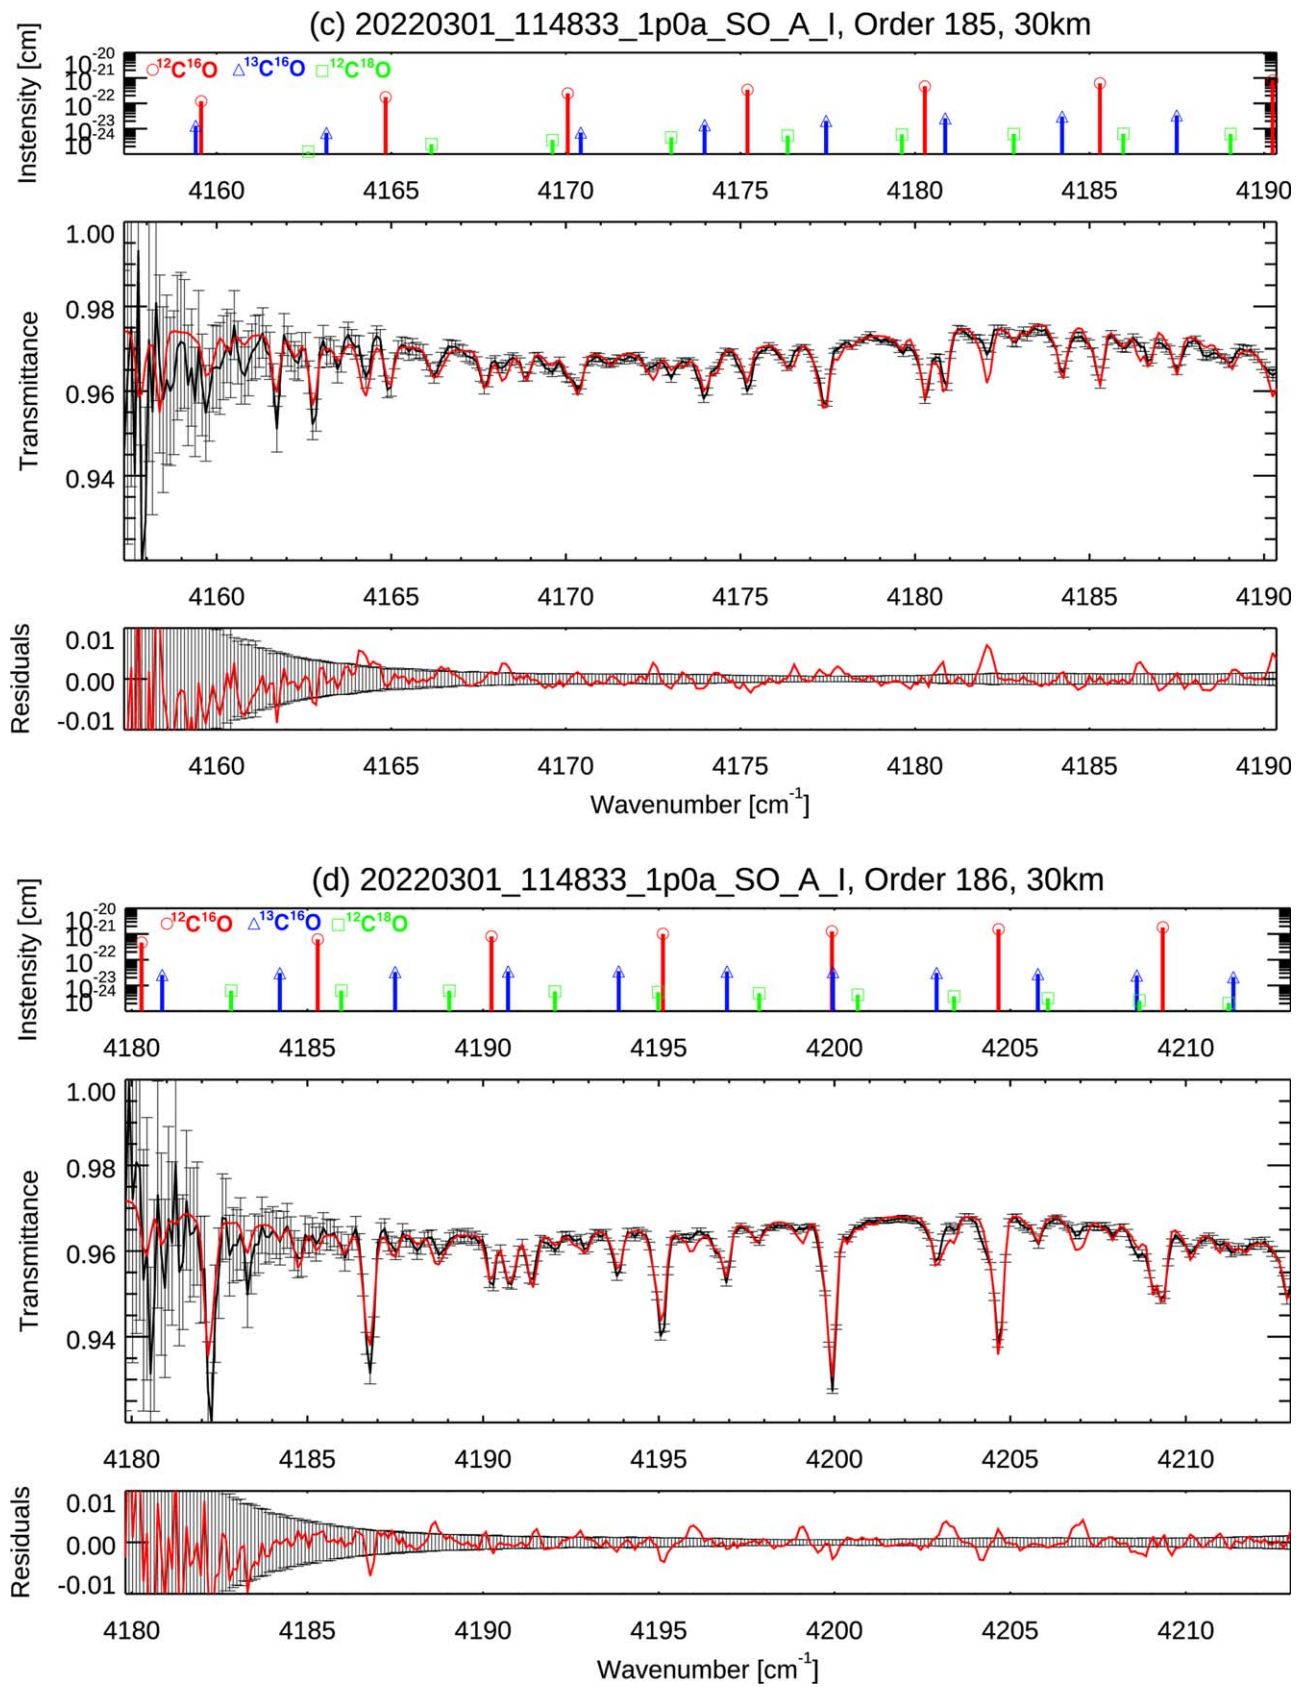 (c) 20220301_114833_1p0a_SO_A_I, Order 185, 30km
Instensity [cm]
10^-20
10^-21
10^-22
10^-23
10^-24
¹²C¹⁶O ¹³C¹⁶O ¹²C¹⁸O
4160 4165 4170 4175 4180 4185 4190
Transmittance
1.00
0.98
0.96
0.94
4160 4165 4170 4175 4180 4185 4190
Residuals
0.01
0.00
-0.01
4160 4165 4170 4175 4180 4185 4190
Wavenumber [cm⁻¹]
(d) 20220301_114833_1p0a_SO_A_I, Order 186, 30km
Instensity [cm]
10^-20
10^-21
10^-22
10^-23
10^-24
¹²C¹⁶O ¹³C¹⁶O ¹²C¹⁸O
4180 4185 4190 4195 4200 4205 4210
Transmittance
1.00
0.98
0.96
0.94
4180 4185 4190 4195 4200 4205 4210
Residuals
0.01
0.00
-0.01
4180 4185 4190 4195 4200 4205 4210
Wavenumber [cm⁻¹]